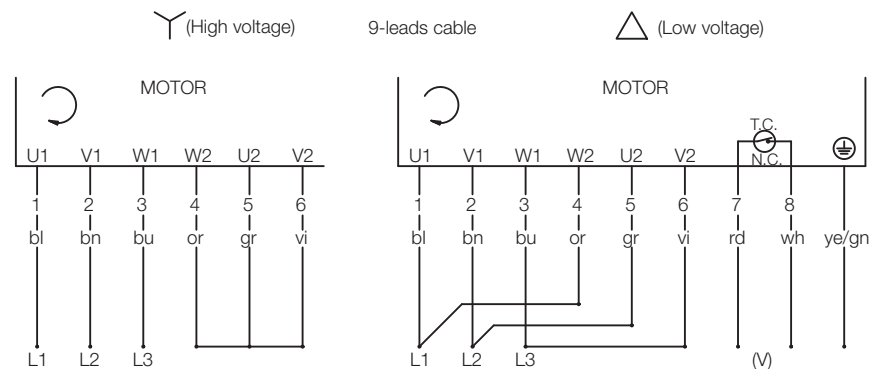 (High voltage) 9-leads cable (Low voltage)
MOTOR MOTOR
T.C.
U1 V1 W1 W2 U2 V2 U1 V1 W1 W2 U2 V2 N.C.
1 2 3 4 5 6 1 2 3 4 5 6 7 8
bl bn bu or gr vi bl bn bu or gr vi rd wh ye/gn
L1 L2 L3 L1 L2 L3 (V)